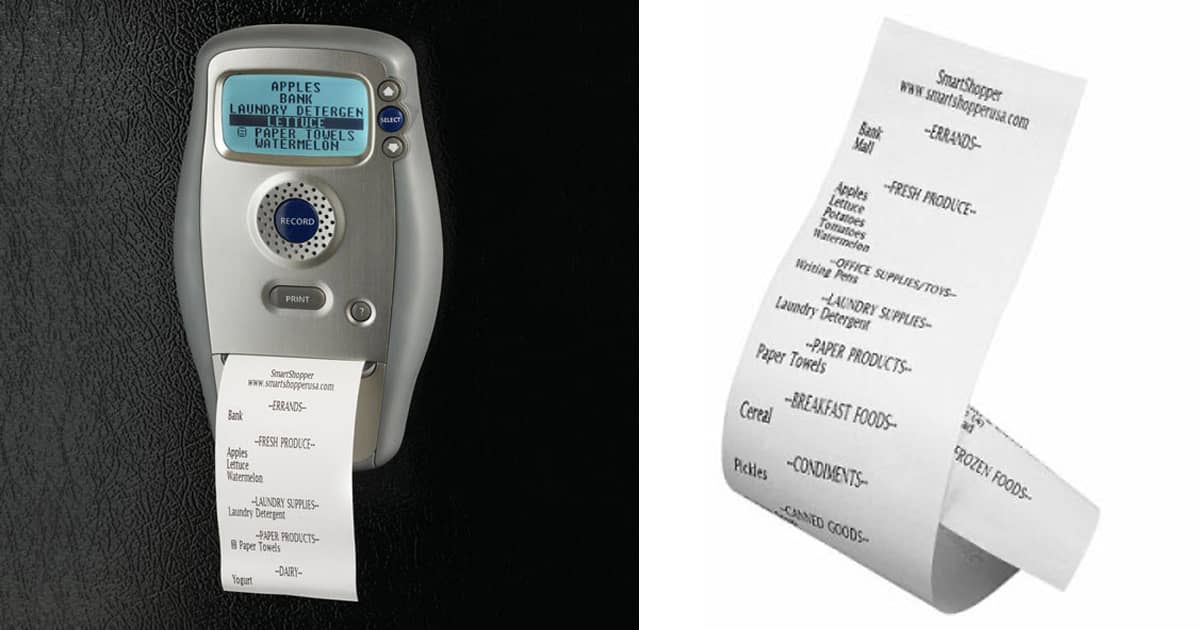 APPLES
BANK
LAUNDRY DETERGEN
LETTUCE
PAPER TOWELS
WATERMELON
SELECT
RECORD
PRINT
?
SmartShopper
www.smartshopperusa.com
--ERRANDS--
Bank
--FRESH PRODUCE--
Apples
Lettuce
Watermelon
--LAUNDRY SUPPLIES--
Laundry Detergent
--PAPER PRODUCTS--
Paper Towels
--DAIRY--
Yogurt
SmartShopper
www.smartshopperusa.com
--ERRANDS--
Bank
Mall
--FRESH PRODUCE--
Apples
Lettuce
Potatoes
Tomatoes
Watermelon
--OFFICE SUPPLIES/TOYS--
Writing Pens
--LAUNDRY SUPPLIES--
Laundry Detergent
--PAPER PRODUCTS--
Paper Towels
--BREAKFAST FOODS--
Cereal
--CONDIMENTS--
Pickles
--CANNED GOODS--
FROZEN FOODS--